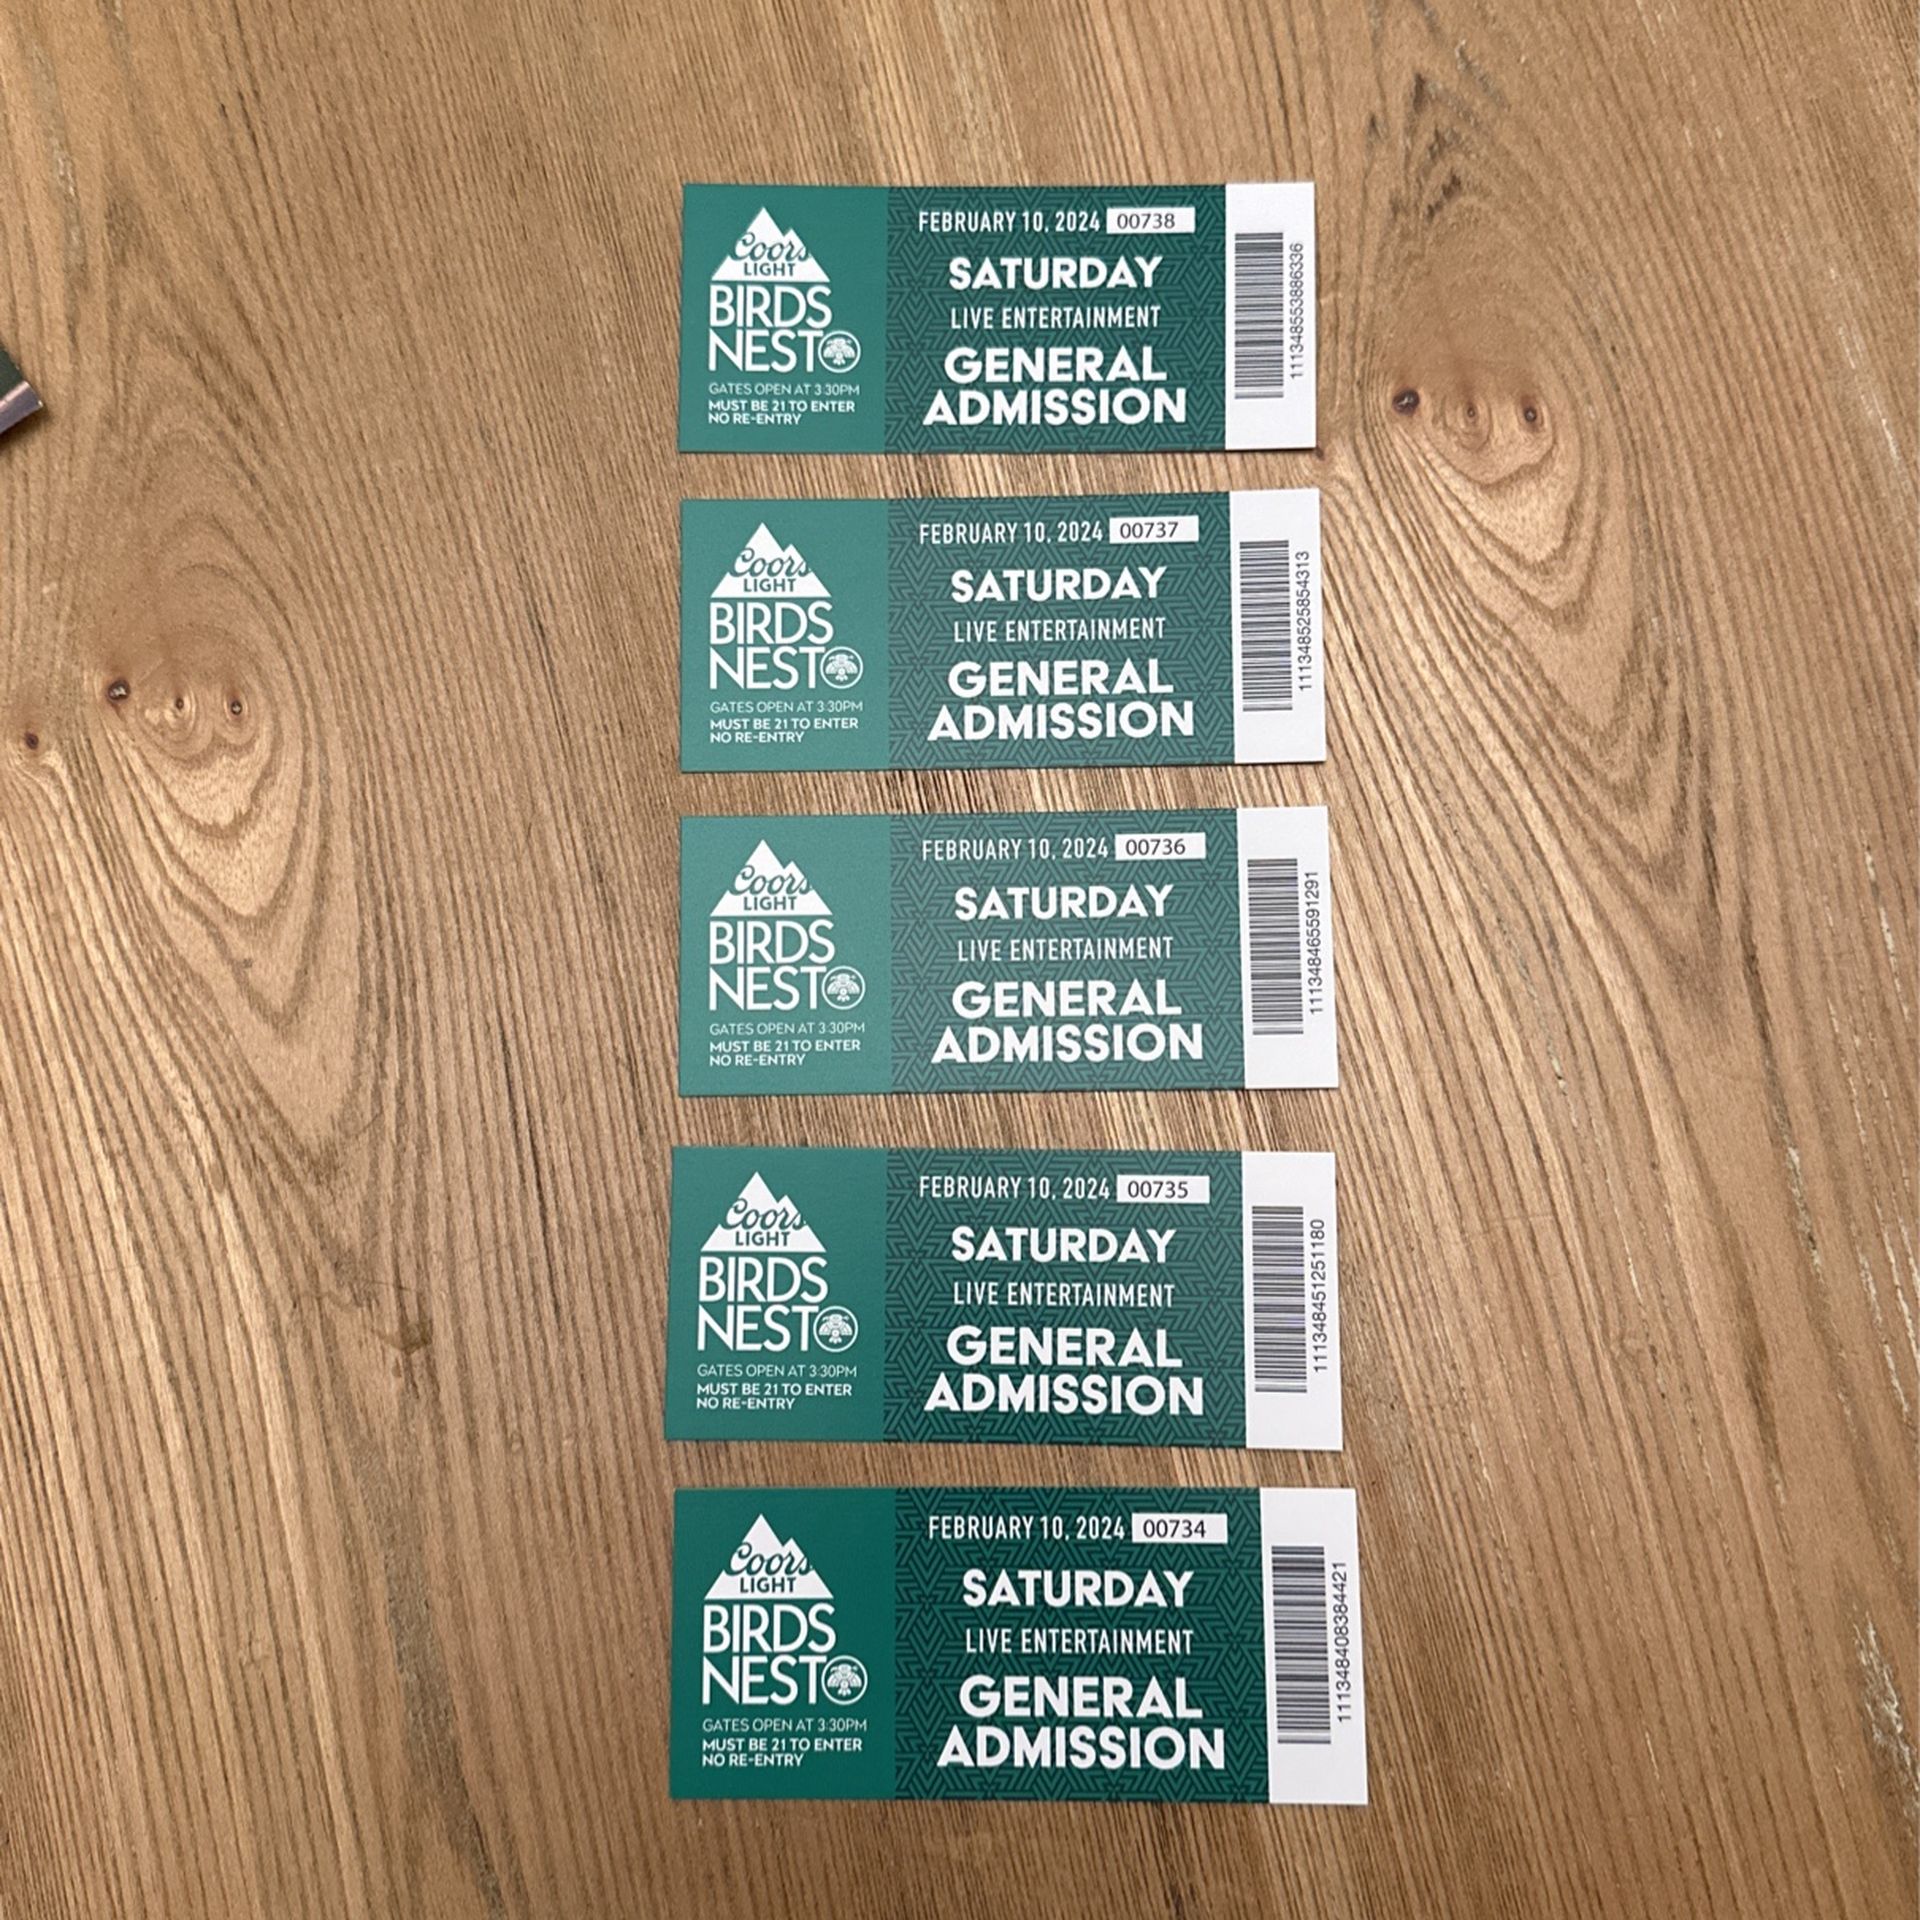 Coors
LIGHT
BIRDS
NEST
GATES OPEN AT 3:30PM
MUST BE 21 TO ENTER
NO RE-ENTRY
FEBRUARY 10, 2024 00738
SATURDAY
LIVE ENTERTAINMENT
GENERAL
ADMISSION
1113485553886336
Coors
LIGHT
BIRDS
NEST
GATES OPEN AT 3:30PM
MUST BE 21 TO ENTER
NO RE-ENTRY
FEBRUARY 10, 2024 00737
SATURDAY
LIVE ENTERTAINMENT
GENERAL
ADMISSION
1113485258543​13
Coors
LIGHT
BIRDS
NEST
GATES OPEN AT 3:30PM
MUST BE 21 TO ENTER
NO RE-ENTRY
FEBRUARY 10, 2024 00736
SATURDAY
LIVE ENTERTAINMENT
GENERAL
ADMISSION
1113484655912​91
Coors
LIGHT
BIRDS
NEST
GATES OPEN AT 3:30PM
MUST BE 21 TO ENTER
NO RE-ENTRY
FEBRUARY 10, 2024 00735
SATURDAY
LIVE ENTERTAINMENT
GENERAL
ADMISSION
111348451251180
Coors
LIGHT
BIRDS
NEST
GATES OPEN AT 3:30PM
MUST BE 21 TO ENTER
NO RE-ENTRY
FEBRUARY 10, 2024 00734
SATURDAY
LIVE ENTERTAINMENT
GENERAL
ADMISSION
111348408384421